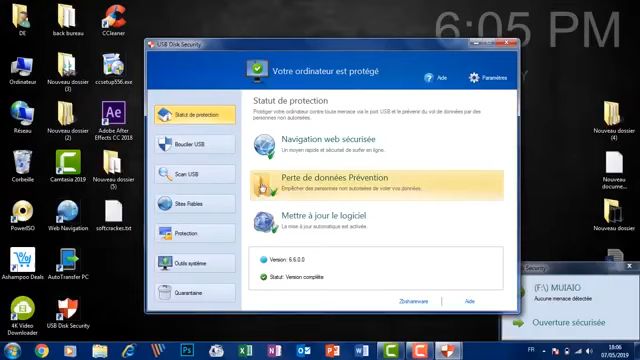 6:05 PM
DE
back bureau
CCleaner
Ordinateur
Nouveau dossier (3)
ccsetup556.exe
Réseau
Nouveau dossier (2)
Adobe After Effects CC 2018
Corbeille
Camtasia 2019
Nouveau dossier (5)
PowerISO
Web Navigation
softcrackes.txt
Ashampoo Deals
AutoTransfer PC
4K Video Downloader
USB Disk Security
USB Disk Security
Votre ordinateur est protégé
Aide
Paramètres
Statut de protection
Bouclier USB
Scan USB
Sites Fiables
Protection
Outils système
Quarantaine
Statut de protection
Protéger votre ordinateur contre toute menace via le port USB et le prévenir du vol de données par des personnes non autorisées.
Navigation web sécurisée
Un moyen rapide et sécurisé de surfer en ligne.
Perte de données Prévention
Empêcher des personnes non autorisées de voler vos données.
Mettre à jour le logiciel
La mise à jour automatique est activée.
Version: 6.6.0.0
Statut: Version complète
Zbshareware
Aide
Nouveau dossier (4)
Nouveau docum...
Nouveau dossier
Security
(F:\) MUIAIO
Aucune menace détectée
Ouverture sécurisée
FR
18:06
07/05/2019